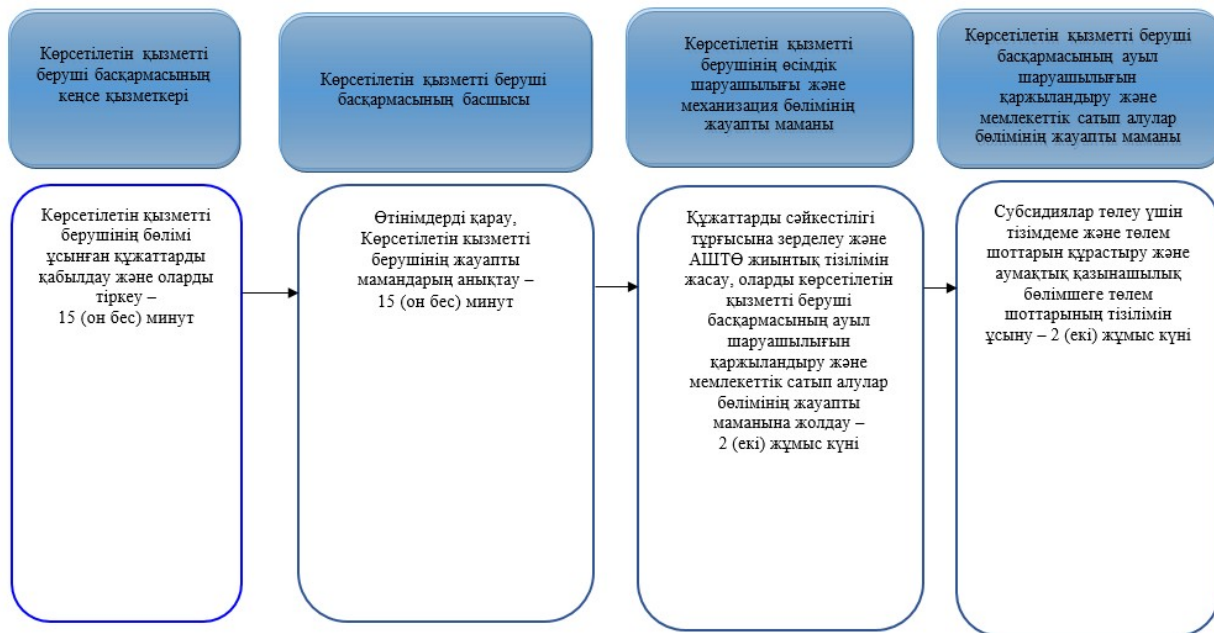 Көрсетілетін қызметті
беруші басқармасының
кеңсе қызметкері
Көрсетілетін қызметті беруші
басқармасының басшысы
Көрсетілетін қызметті
берушінің өсімдік
шаруашылығы және
механизация бөлімінің
жауапты маманы
Көрсетілетін қызметті беруші
басқармасының ауыл
шаруашылығын
қаржыландыру және
мемлекеттік сатып алулар
бөлімінің жауапты маманы
Көрсетілетін қызметті
берушінің бөлімі
ұсынған құжаттарды
қабылдау және оларды
тіркеу –
15 (он бес) минут
Өтінімдерді қарау,
Көрсетілетін кызметті
берушінің жауапты
мамандарың анықтау –
15 (он бес) минут
Құжаттарды сәйкестілігі
тұрғысына зерделеу және
АШТӨ жиынтық тізілімін
жасау, оларды көрсетілетін
қызметті беруші
басқармасының ауыл
шаруашылығын
қаржыландыру және
мемлекеттік сатып алулар
бөлімінің жауапты
маманына жолдау –
2 (екі) жұмыс күні
Субсидиялар төлеу үшін
тізімдеме және төлем
шоттарын құрастыру және
аумақтық қазынашылық
бөлімшеге төлем
шоттарының тізілімін
ұсыну – 2 (екі) жұмыс күні